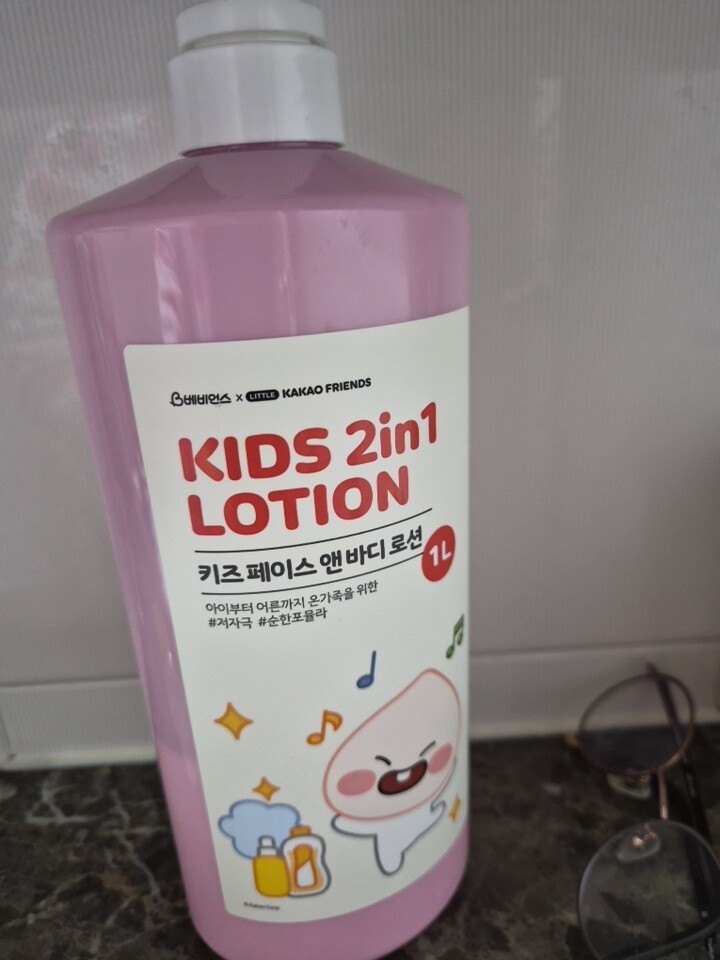 베비언스 x LITTLE KAKAO FRIENDS
KIDS 2in1
LOTION
키즈 페이스 앤 바디 로션
1L
아이부터 어른까지 온가족을 위한
#저자극 #순한포뮬라